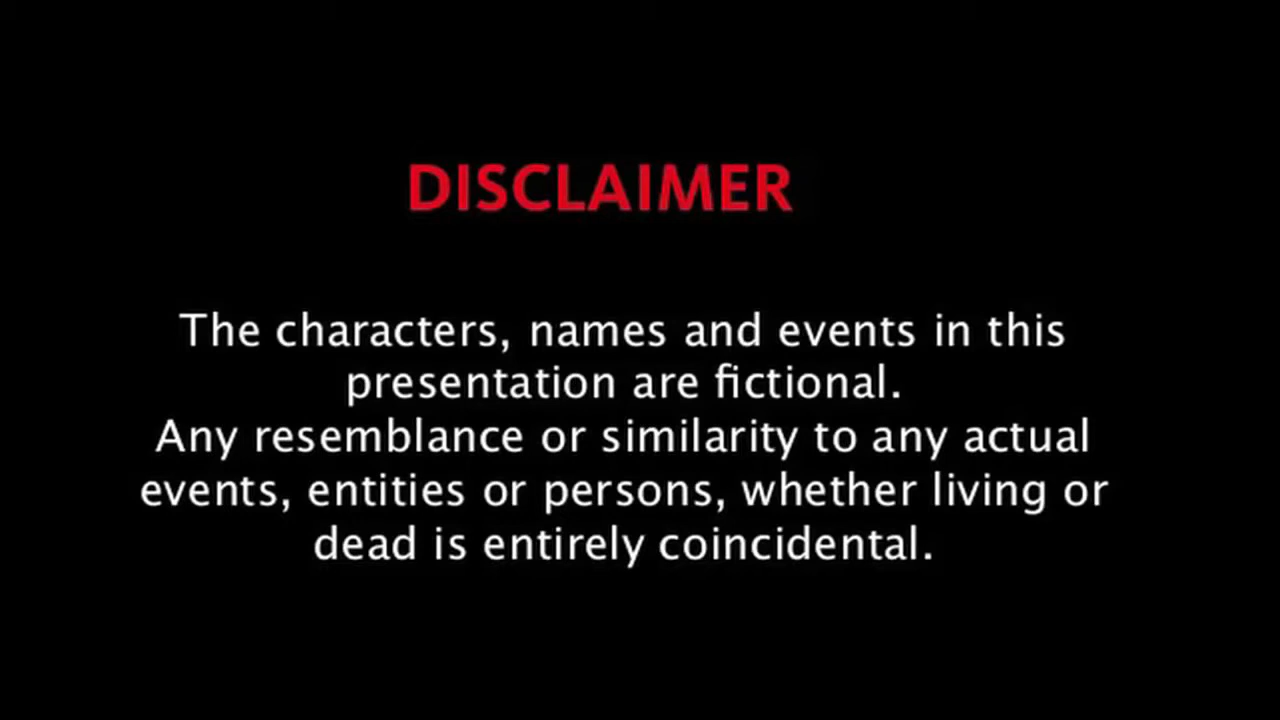 DISCLAIMER
The characters, names and events in this
presentation are fictional.
Any resemblance or similarity to any actual
events, entities or persons, whether living or
dead is entirely coincidental.